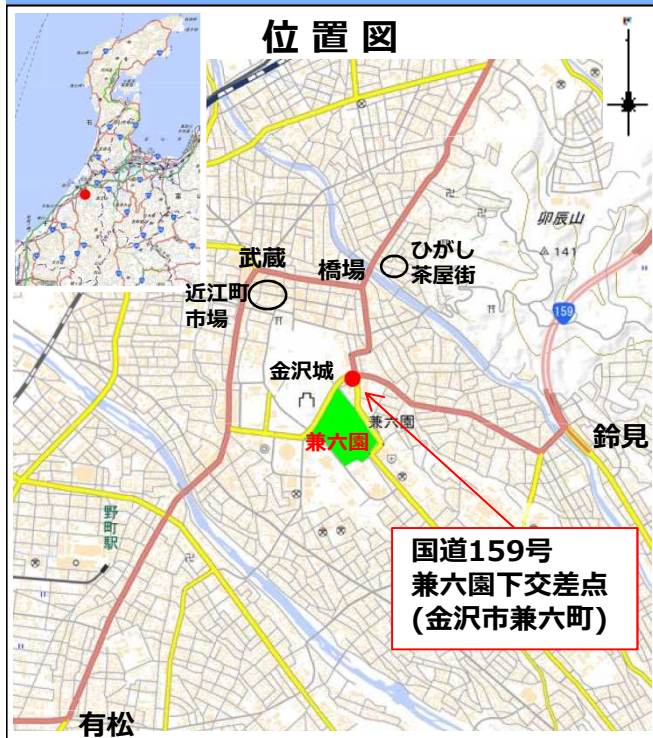 位置図
石
富
山
卯辰山
141
ひがし
茶屋街
武蔵
橋場
近江町
市場
159
金沢城
兼六園
兼六園
鈴見
国道159号
兼六園下交差点
(金沢市兼六町)
野町駅
有松